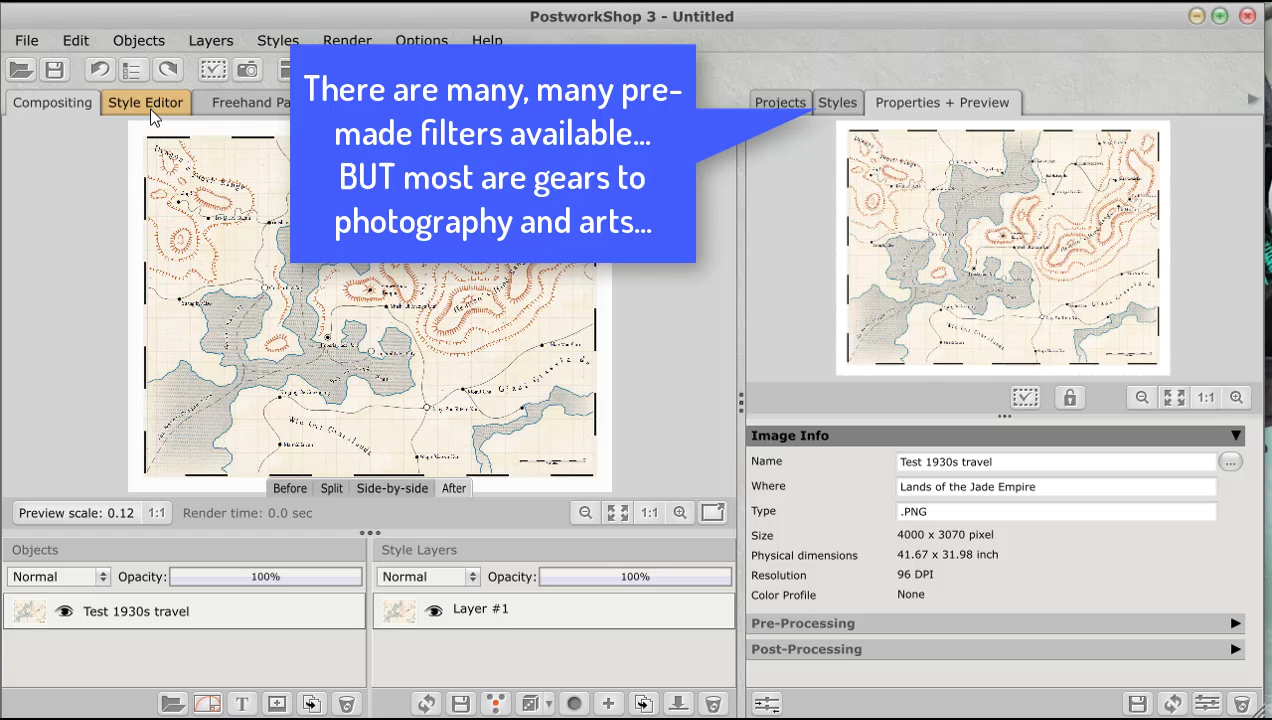 PostworkShop 3 - Untitled
File Edit Objects Layers Styles Render Options Help
Compositing Style Editor Freehand Pa
Projects Styles Properties + Preview
There are many, many pre-
made filters available...
BUT most are gears to
photography and arts...
Before Split Side-by-side After
Preview scale: 0.12 1:1 Render time: 0.0 sec 1:1
1:1
Image Info
Name Test 1930s travel ...
Where Lands of the Jade Empire
Type .PNG
Size 4000 x 3070 pixel
Physical dimensions 41.67 x 31.98 inch
Resolution 96 DPI
Color Profile None
Pre-Processing
Post-Processing
Objects
Normal Opacity: 100%
Test 1930s travel
Style Layers
Normal Opacity: 100%
Layer #1
T